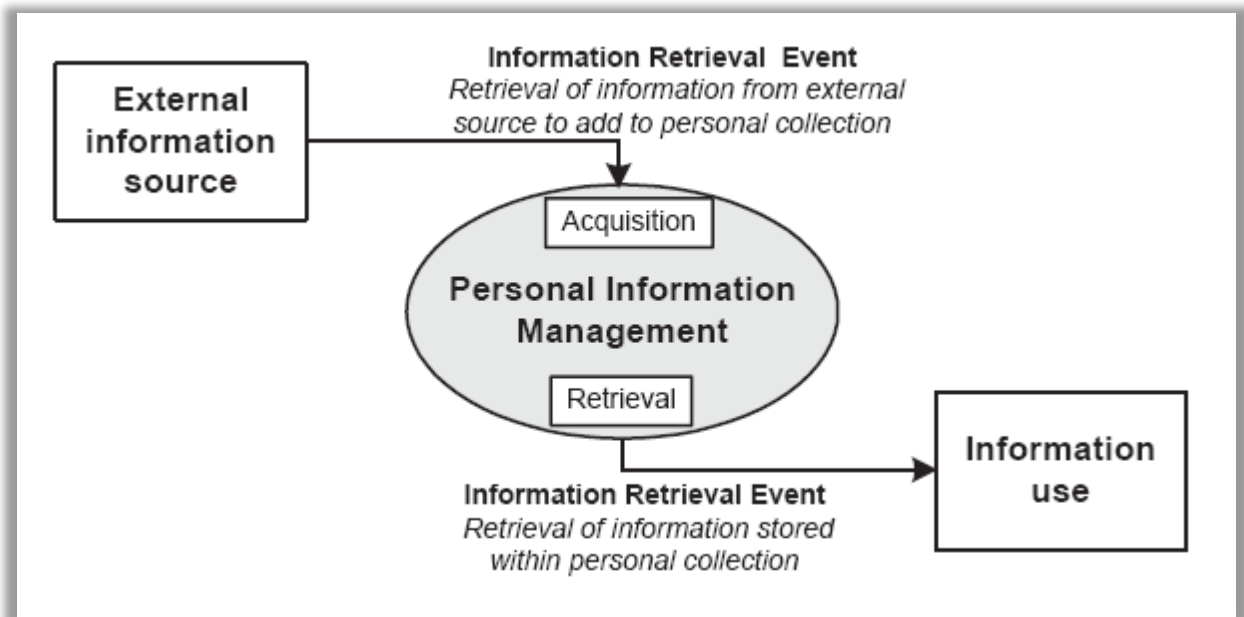 External
information
source
Information Retrieval Event
Retrieval of information from external
source to add to personal collection
Acquisition
Personal Information
Management
Retrieval
Information Retrieval Event
Retrieval of information stored
within personal collection
Information
use